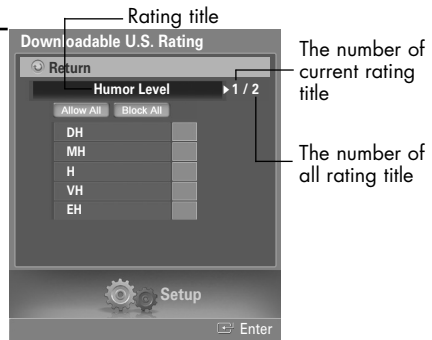 Rating title
Downloadable U.S. Rating
Return
Humor Level
1 / 2
Allow All
Block All
DH
MH
H
VH
EH
Setup
Enter
The number of
current rating
title
The number of
all rating title